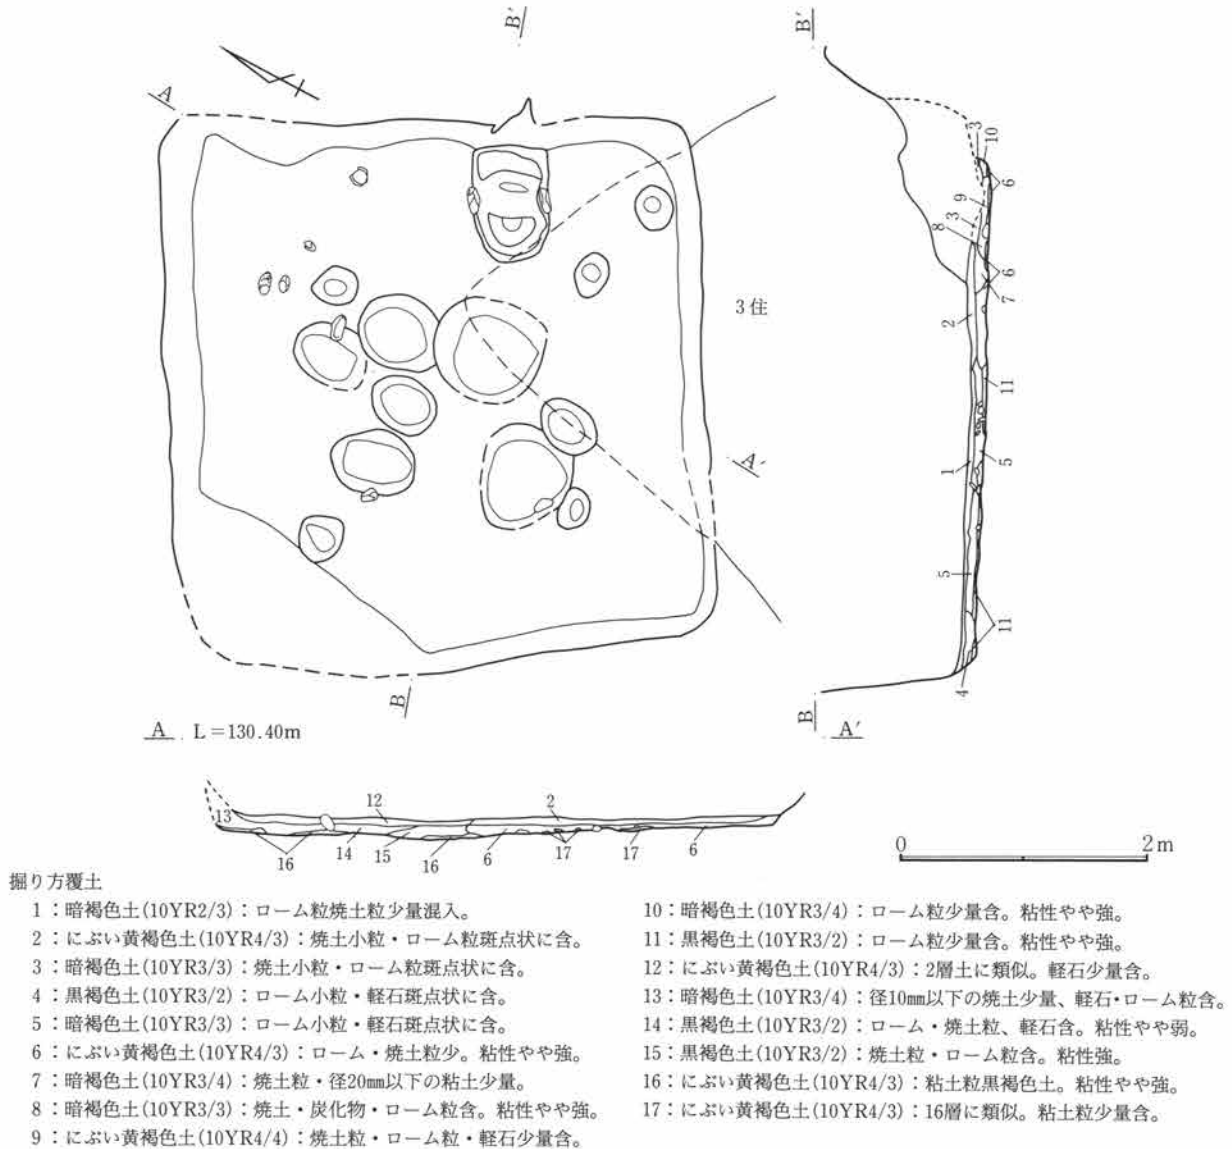 B′
B′
A
3
10
6
9
3
8
6
7
3住
2
11
A′
1
5
5
11
4
B
B
A L=130.40m
A′
13
12
2
16
14
15
16
6
17
17
6
0
2m
掘り方覆土
1：暗褐色土(10YR2/3)：ローム粒焼土粒少量混入。
2：にぶい黄褐色土(10YR4/3)：焼土小粒・ローム粒斑点状に含。
3：暗褐色土(10YR3/3)：焼土小粒・ローム粒斑点状に含。
4：黒褐色土(10YR3/2)：ローム小粒・軽石斑点状に含。
5：暗褐色土(10YR3/3)：ローム小粒・軽石斑点状に含。
6：にぶい黄褐色土(10YR4/3)：ローム・焼土粒少。粘性やや強。
7：暗褐色土(10YR3/4)：焼土粒・径20mm以下の粘土少量。
8：暗褐色土(10YR3/3)：焼土・炭化物・ローム粒含。粘性やや強。
9：にぶい黄褐色土(10YR4/4)：焼土粒・ローム粒・軽石少量含。
10：暗褐色土(10YR3/4)：ローム粒少量含。粘性やや強。
11：黒褐色土(10YR3/2)：ローム粒少量含。粘性やや強。
12：にぶい黄褐色土(10YR4/3)：2層土に類似。軽石少量含。
13：暗褐色土(10YR3/4)：径10mm以下の焼土少量、軽石・ローム粒含。
14：黒褐色土(10YR3/2)：ローム・焼土粒、軽石含。粘性やや弱。
15：黒褐色土(10YR3/2)：焼土粒・ローム粒含。粘性強。
16：にぶい黄褐色土(10YR4/3)：粘土粒黒褐色土。粘性やや強。
17：にぶい黄褐色土(10YR4/3)：16層に類似。粘土粒少量含。